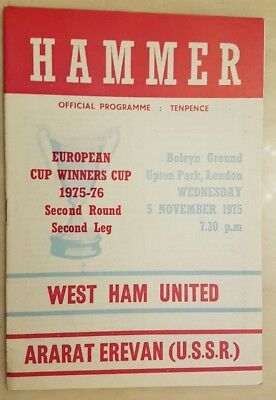 HAMMER
OFFICIAL PROGRAMME : TENPENCE
EUROPEAN
CUP WINNERS CUP
1975-76
Second Round
Second Leg
Boleyn Ground
Upton Park, London
WEDNESDAY
5 NOVEMBER 1975
7.30 p.m
WEST HAM UNITED
ARARAT EREVAN (U.S.S.R.)